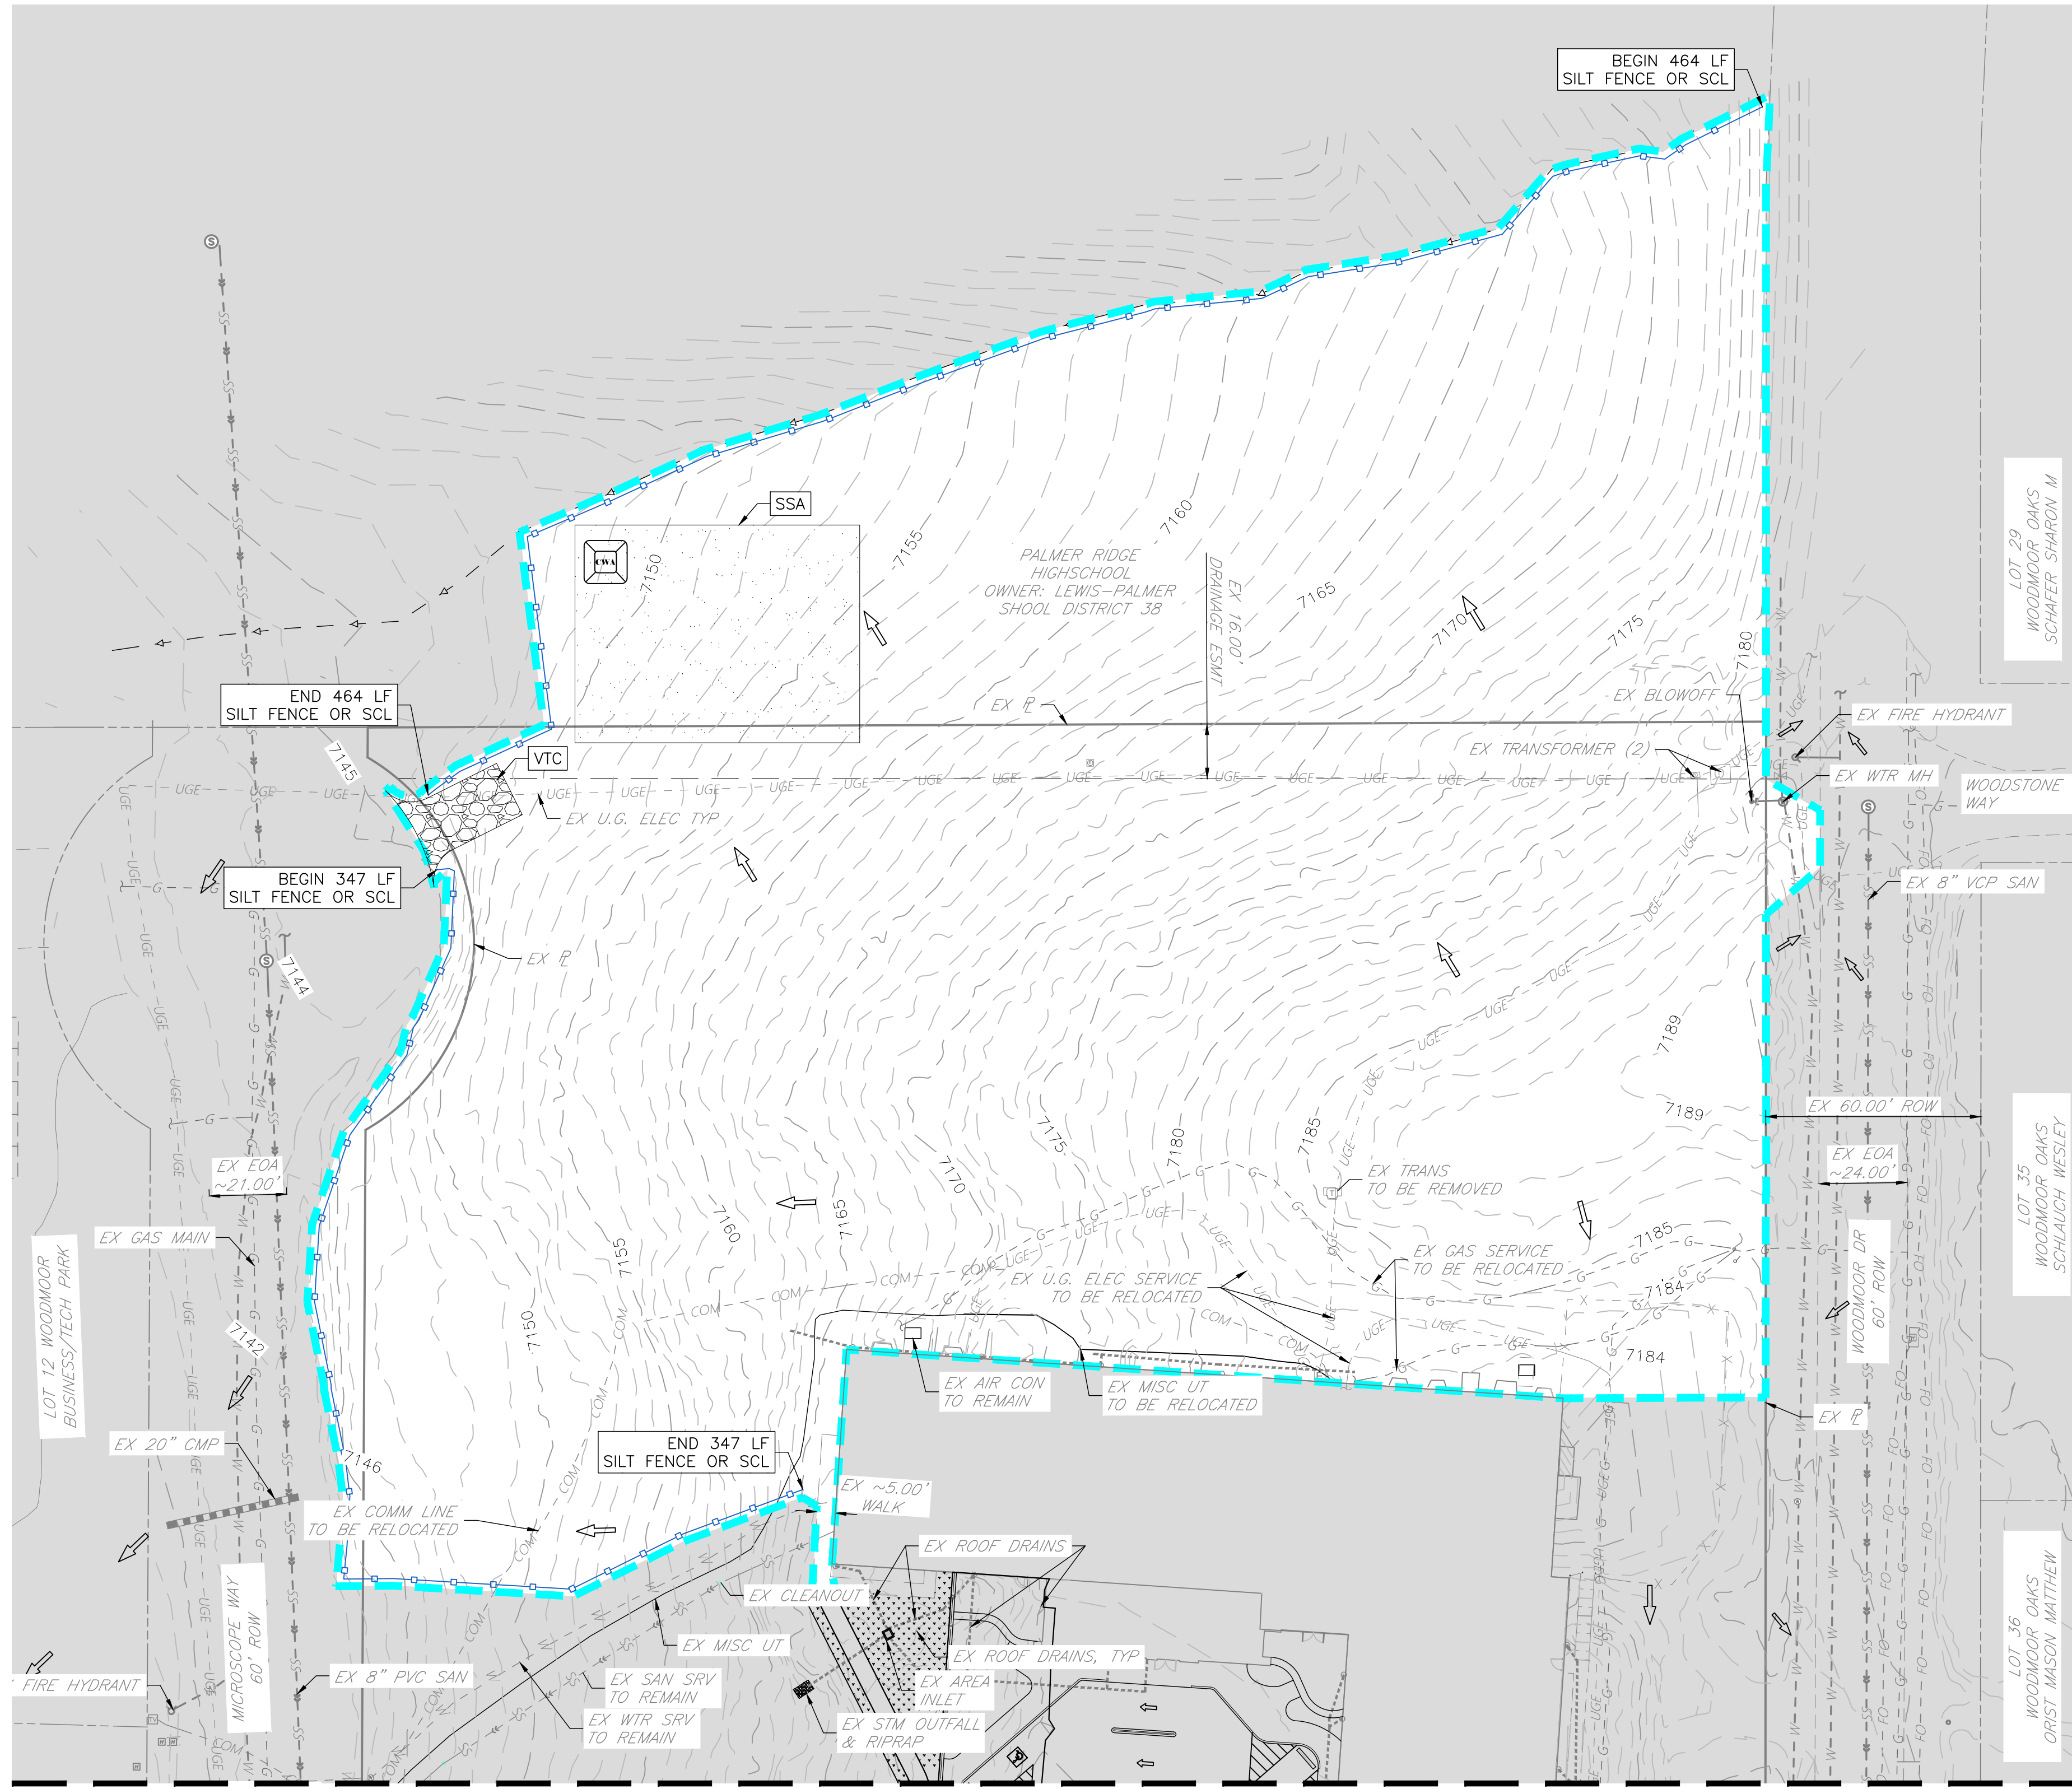 BEGIN 464 LF
SILT FENCE OR SCL
SSA
CWA
7150
7155
7160
7165
7170
7175
7180
PALMER RIDGE
HIGHSCHOOL
OWNER: LEWIS-PALMER
SHOOL DISTRICT 38
EX 16.00'
DRAINAGE ESMT
LOT 29
WOODMOOR OAKS
SCHAFER SHARON M
END 464 LF
SILT FENCE OR SCL
7145
VTC
EX PL
EX BLOWOFF
EX FIRE HYDRANT
EX TRANSFORMER (2)
EX WTR MH
WOODSTONE
WAY
EX U.G. ELEC TYP
BEGIN 347 LF
SILT FENCE OR SCL
EX 8" VCP SAN
EX PL
7144
7189
7189
EX 60.00' ROW
EX EOA
~21.00'
EX EOA
~24.00'
LOT 35
WOODMOOR OAKS
SCHLAUCH WESLEY
7150
7155
7160
7165
7170
7175
7180
7185
EX TRANS
TO BE REMOVED
EX GAS MAIN
LOT 12 WOODMOOR
BUSINESS/TECH PARK
EX GAS SERVICE
TO BE RELOCATED
7185
7184
7184
EX U.G. ELEC SERVICE
TO BE RELOCATED
WOODMOOR DR
60' ROW
7142
EX AIR CON
TO REMAIN
EX MISC UT
TO BE RELOCATED
EX PL
EX 20" CMP
7146
END 347 LF
SILT FENCE OR SCL
EX ~5.00'
WALK
EX COMM LINE
TO BE RELOCATED
EX ROOF DRAINS
EX CLEANOUT
MICROSCOPE WAY
60' ROW
EX MISC UT
EX ROOF DRAINS, TYP
EX 8" PVC SAN
EX SAN SRV
TO REMAIN
EX AREA
INLET
FIRE HYDRANT
EX WTR SRV
TO REMAIN
EX STM OUTFALL
& RIPRAP
LOT 36
WOODMOOR OAKS
ORIST MASON MATTHEW